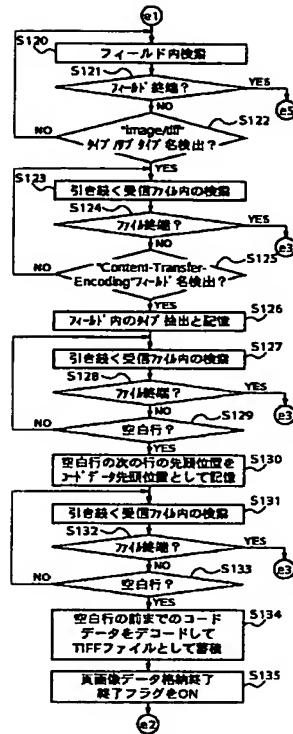 e1
S120
フィールド内検索
S121
フィールド終端?
YES
e5
NO
S122
NO
"image/tiff"
タイプ/サブタイプ名検出?
YES
S123
引き続く受信ファイル内の検索
S124
ファイル終端?
YES
e3
NO
S125
NO
"Content-Transfer-
Encoding"フィールド名検出?
YES
S126
フィールド内のタイプ抽出と記憶
S127
引き続く受信ファイル内の検索
S128
ファイル終端?
YES
e3
NO
S129
NO
空白行?
YES
S130
空白行の次の行の先頭位置を
コードデータ先頭位置として記憶
S131
引き続く受信ファイル内の検索
S132
ファイル終端?
YES
e3
NO
S133
NO
空白行?
YES
S134
空白行の前までのコード
データをデコードして
TIFFファイルとして蓄積
S135
頁画像データ格納終了
終了フラグをON
e2